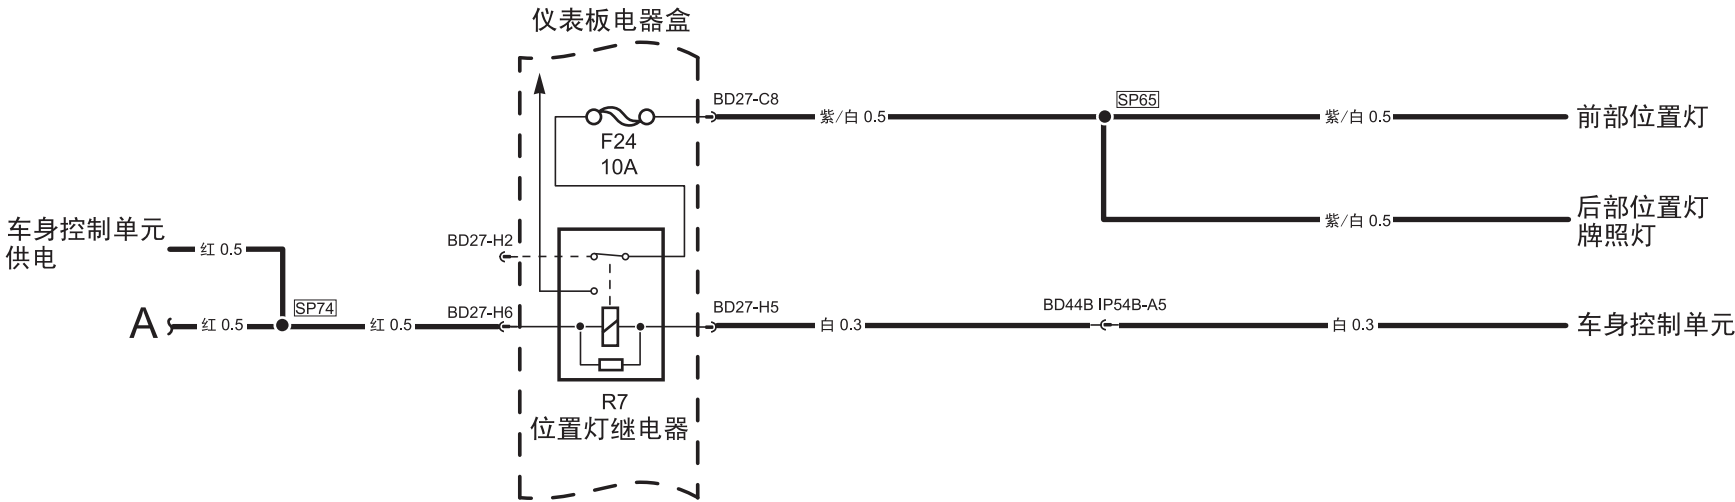 仪表板电器盒
BD27-C8
SP65
紫/白 0.5
紫/白 0.5
前部位置灯
F24
10A
后部位置灯
牌照灯
紫/白 0.5
车身控制单元
供电
红 0.5
BD27-H2
SP74
BD27-H6
BD27-H5
BD44B IP54B-A5
A
红 0.5
红 0.5
白 0.3
白 0.3
车身控制单元
R7
位置灯继电器